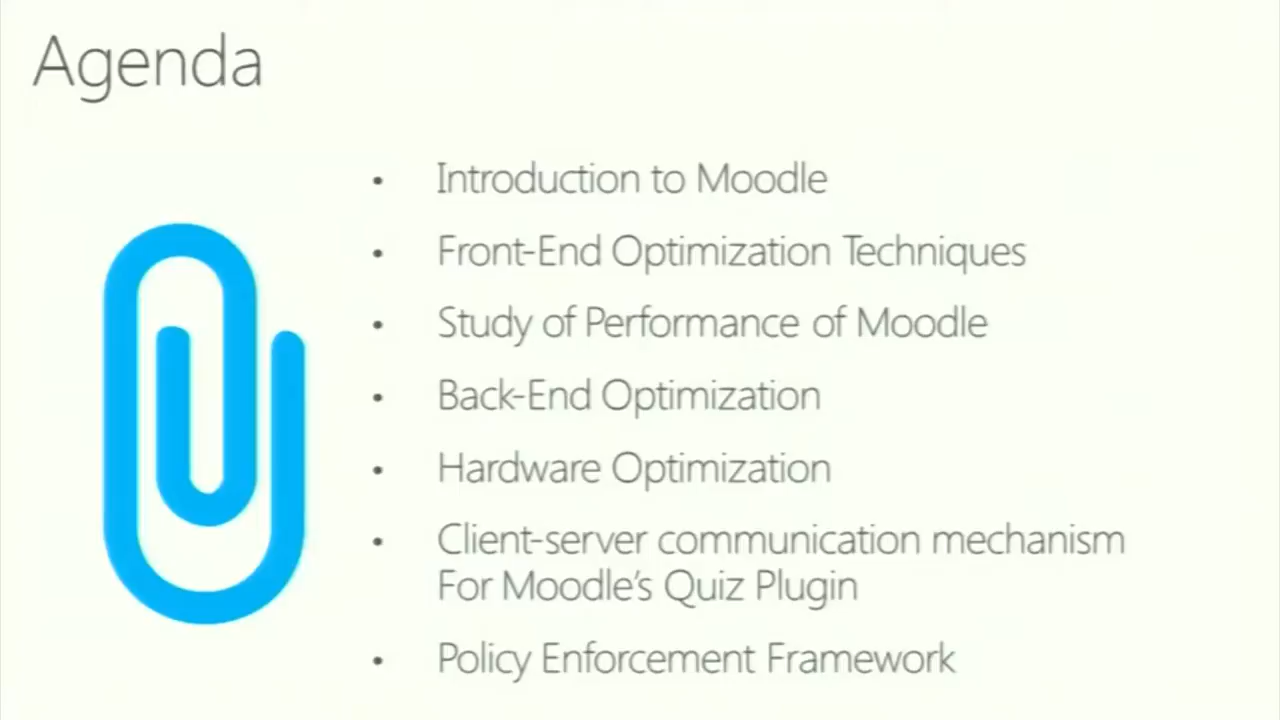 Agenda
• Introduction to Moodle
• Front-End Optimization Techniques
• Study of Performance of Moodle
• Back-End Optimization
• Hardware Optimization
• Client-server communication mechanism
For Moodle's Quiz Plugin
• Policy Enforcement Framework